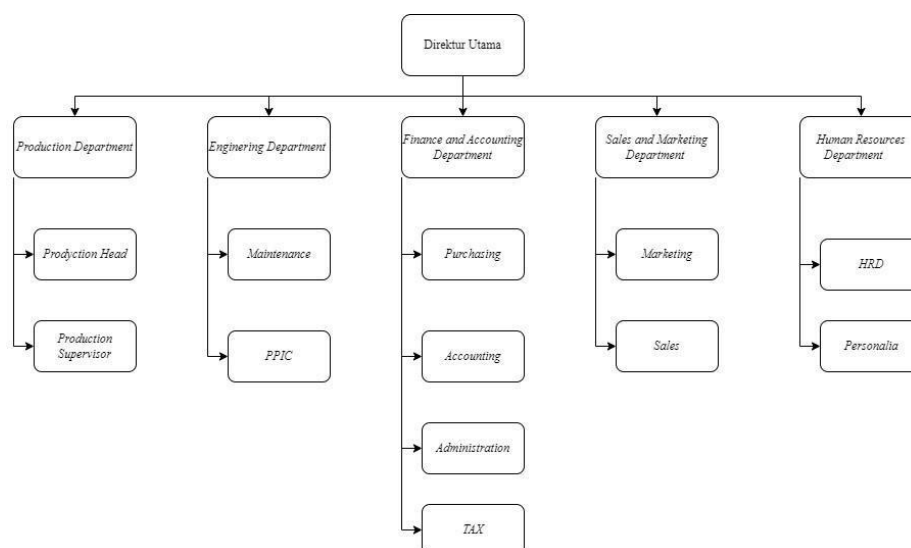 Direktur Utama
Production Department
Enginering Department
Finance and Accounting
Department
Sales and Marketing
Department
Human Resources
Department
Prodyction Head
Maintenance
Purchasing
Marketing
HRD
Production
Supervisor
PPIC
Accounting
Sales
Personalia
Administration
TAX